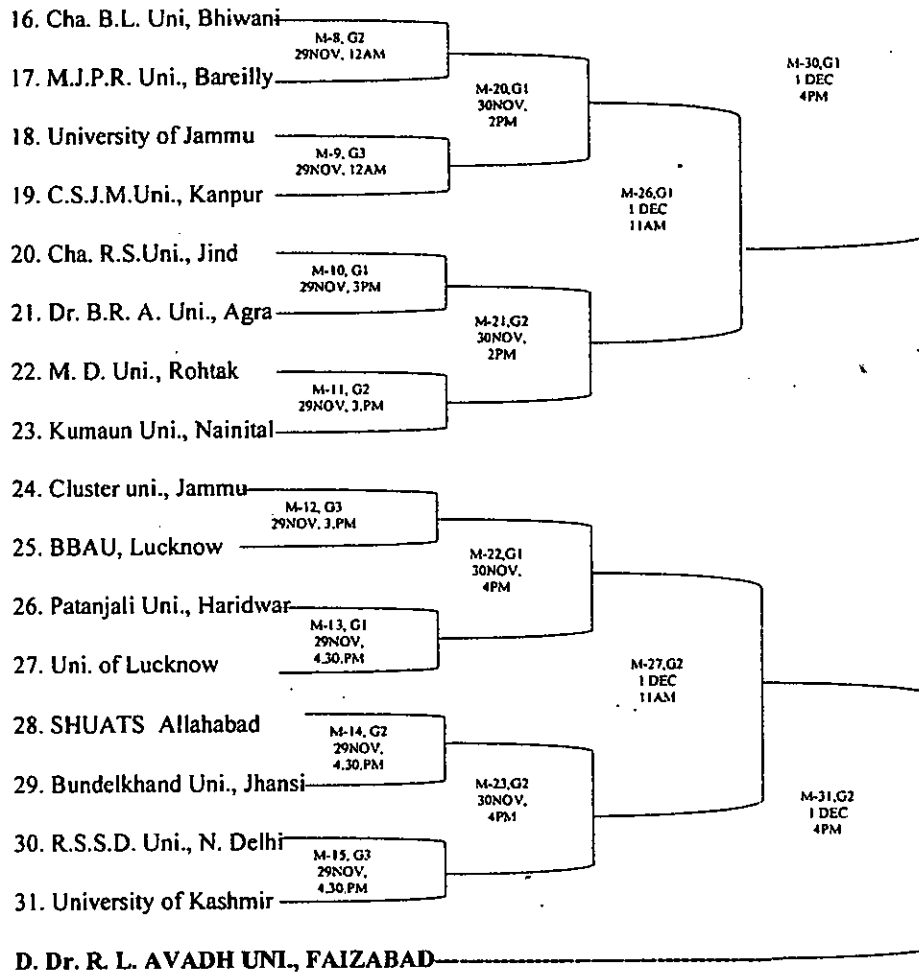 16. Cha. B.L. Uni, Bhiwani
M-8, G2
29NOV, 12AM
17. M.J.P.R. Uni., Bareilly
M-20,G1
30NOV,
2PM
M-30,G1
1 DEC
4PM
18. University of Jammu
M-9, G3
29NOV, 12AM
19. C.S.J.M.Uni., Kanpur
M-26,G1
1 DEC
11AM
20. Cha. R.S.Uni., Jind
M-10, G1
29NOV, 3PM
21. Dr. B.R. A. Uni., Agra
M-21,G2
30NOV,
2PM
22. M. D. Uni., Rohtak
M-11, G2
29NOV, 3.PM
23. Kumaun Uni., Nainital
24. Cluster uni., Jammu
M-12, G3
29NOV, 3.PM
25. BBAU, Lucknow
M-22,G1
30NOV,
4PM
26. Patanjali Uni., Haridwar
M-13, G1
29NOV,
4.30.PM
27. Uni. of Lucknow
M-27,G2
1 DEC
11AM
28. SHUATS Allahabad
M-14, G2
29NOV,
4.30.PM
29. Bundelkhand Uni., Jhansi
M-23,G2
30NOV,
4PM
M-31,G2
1 DEC
4PM
30. R.S.S.D. Uni., N. Delhi
M-15, G3
29NOV,
4.30.PM
31. University of Kashmir
D. Dr. R. L. AVADH UNI., FAIZABAD